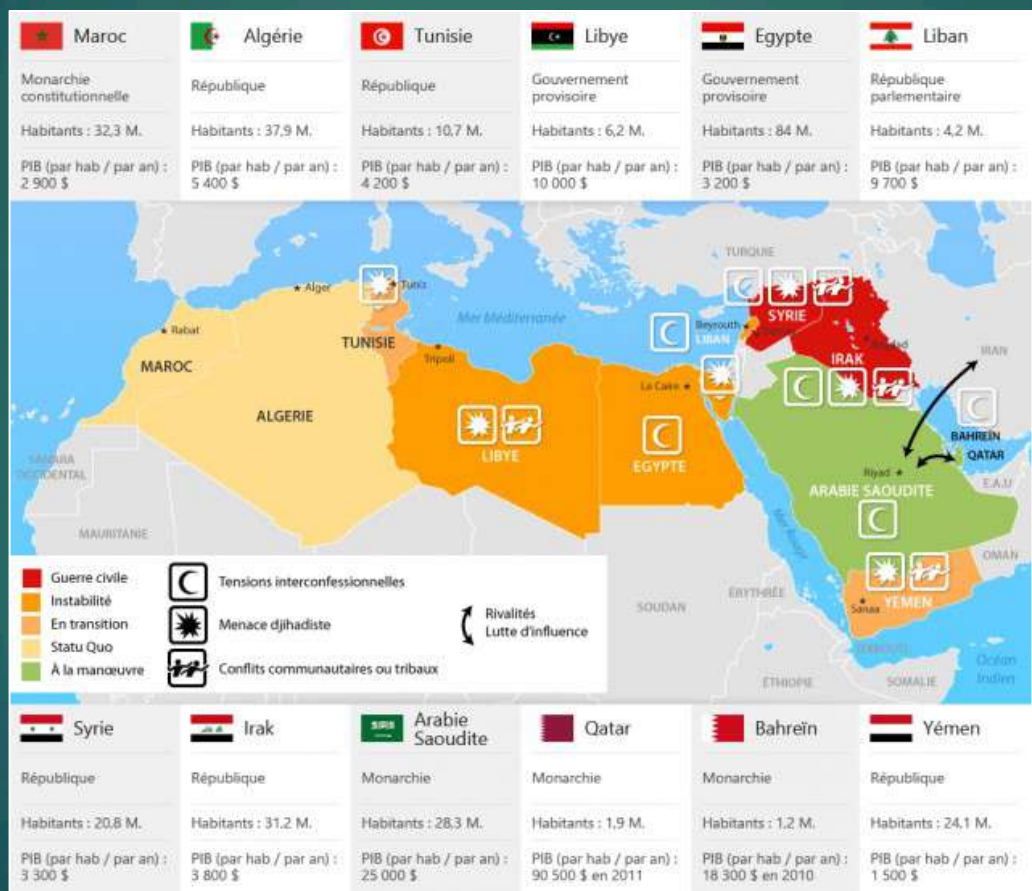 Maroc
Monarchie
constitutionnelle
Habitants : 32,3 M.
PIB (par hab / par an) :
2 900 $
Algérie
République
Habitants : 37,9 M.
PIB (par hab / par an) :
5 400 $
Tunisie
République
Habitants : 10,7 M.
PIB (par hab / par an) :
4 200 $
Libye
Gouvernement
provisoire
Habitants : 6,2 M.
PIB (par hab / par an) :
10 000 $
Egypte
Gouvernement
provisoire
Habitants : 84 M.
PIB (par hab / par an) :
3 200 $
Liban
République
parlementaire
Habitants : 4,2 M.
PIB (par hab / par an) :
9 700 $
TURQUIE
Alger
Tunis
SYRIE
Mer Méditerranée
Beyrouth
LIBAN
Rabat
TUNISIE
Tripoli
IRAK
IRAN
MAROC
La Caire
ALGERIE
BAHREÏN
LIBYE
EGYPTE
QATAR
SAHARA
OCCIDENTAL
Riyad
E.A.U
ARABIE SAOUDITE
MAURITANIE
Mer Rouge
OMAN
YEMEN
Sanaa
SOUDAN
ÉRYTHRÉE
DJIBOUTI
ÉTHIOPIE
SOMALIE
Océan
Indien
Guerre civile
Instabilité
En transition
Statu Quo
À la manœuvre
Tensions interconfessionnelles
Menace djihadiste
Conflits communautaires ou tribaux
Rivalités
Lutte d'influence
Syrie
République
Habitants : 20,8 M.
PIB (par hab / par an) :
3 300 $
Irak
République
Habitants : 31,2 M.
PIB (par hab / par an) :
3 800 $
Arabie
Saoudite
Monarchie
Habitants : 28,3 M.
PIB (par hab / par an) :
25 000 $
Qatar
Monarchie
Habitants : 1,9 M.
PIB (par hab / par an) :
90 500 $ en 2011
Bahreïn
Monarchie
Habitants : 1,2 M.
PIB (par hab / par an) :
18 300 $ en 2010
Yémen
République
Habitants : 24,1 M.
PIB (par hab / par an) :
1 500 $